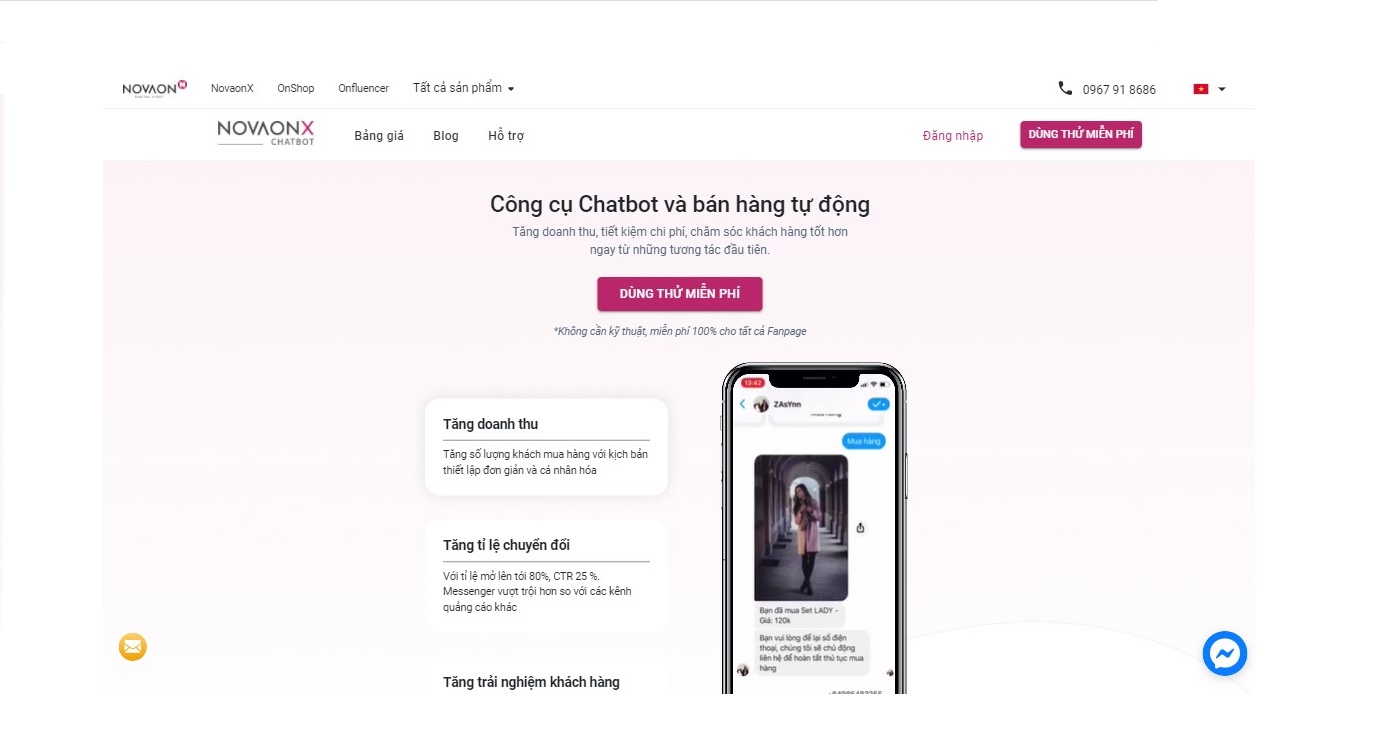 NOVAON
NovaonX
OnShop
Onfluencer
Tất cả sản phẩm
0967 91 8686
NOVAONX
CHATBOT
Bảng giá
Blog
Hỗ trợ
Đăng nhập
DÙNG THỬ MIỄN PHÍ
Công cụ Chatbot và bán hàng tự động
Tăng doanh thu, tiết kiệm chi phí, chăm sóc khách hàng tốt hơn
ngay từ những tương tác đầu tiên.
DÙNG THỬ MIỄN PHÍ
*Không cần kỹ thuật, miễn phí 100% cho tất cả Fanpage
Tăng doanh thu
Tăng số lượng khách mua hàng với kịch bản
thiết lập đơn giản và cá nhân hóa
Tăng tỉ lệ chuyển đổi
Với tỉ lệ mở lên tới 80%, CTR 25 %.
Messenger vượt trội hơn so với các kênh
quảng cáo khác
Tăng trải nghiệm khách hàng
13:42
ZAsYnn
Mua hàng
Bạn đã mua Set LADY -
Giá: 120k
Bạn vui lòng để lại số điện
thoại, chúng tôi sẽ chủ động
liên hệ để hoàn tất thủ tục mua
hàng